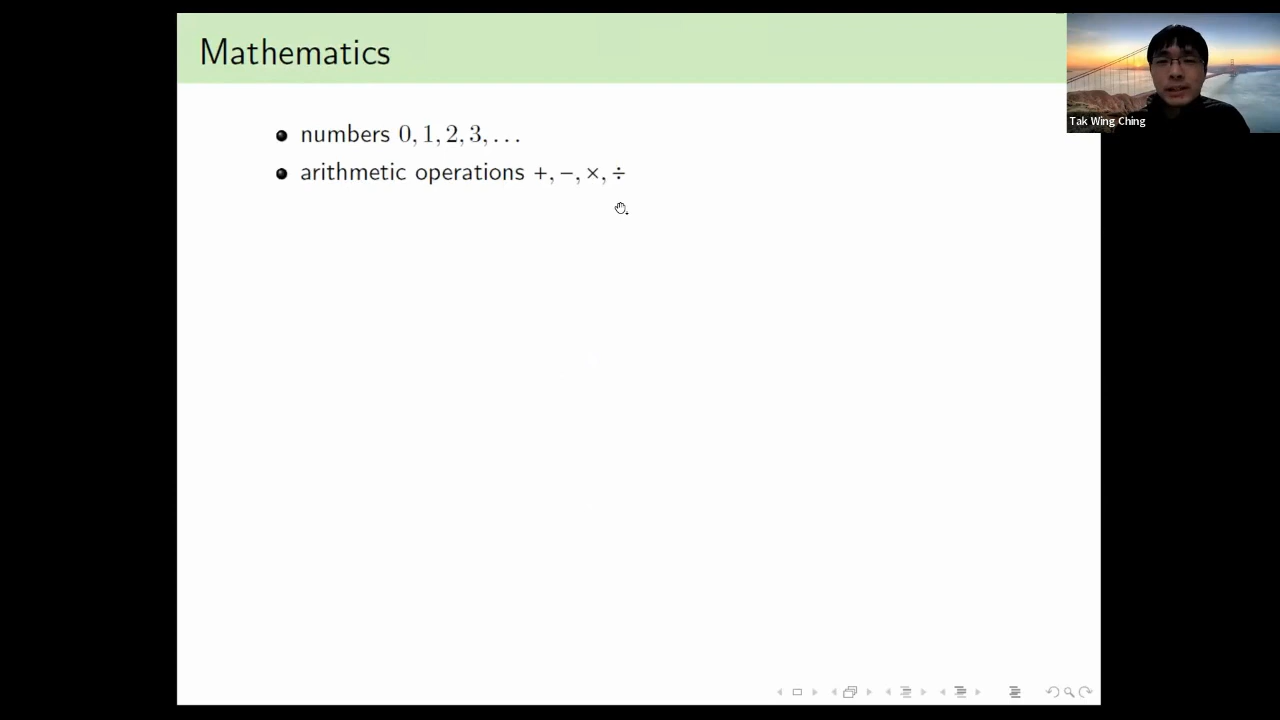 Mathematics
Tak Wing Ching
numbers 0, 1, 2, 3, . . .
arithmetic operations +, −, ×, ÷